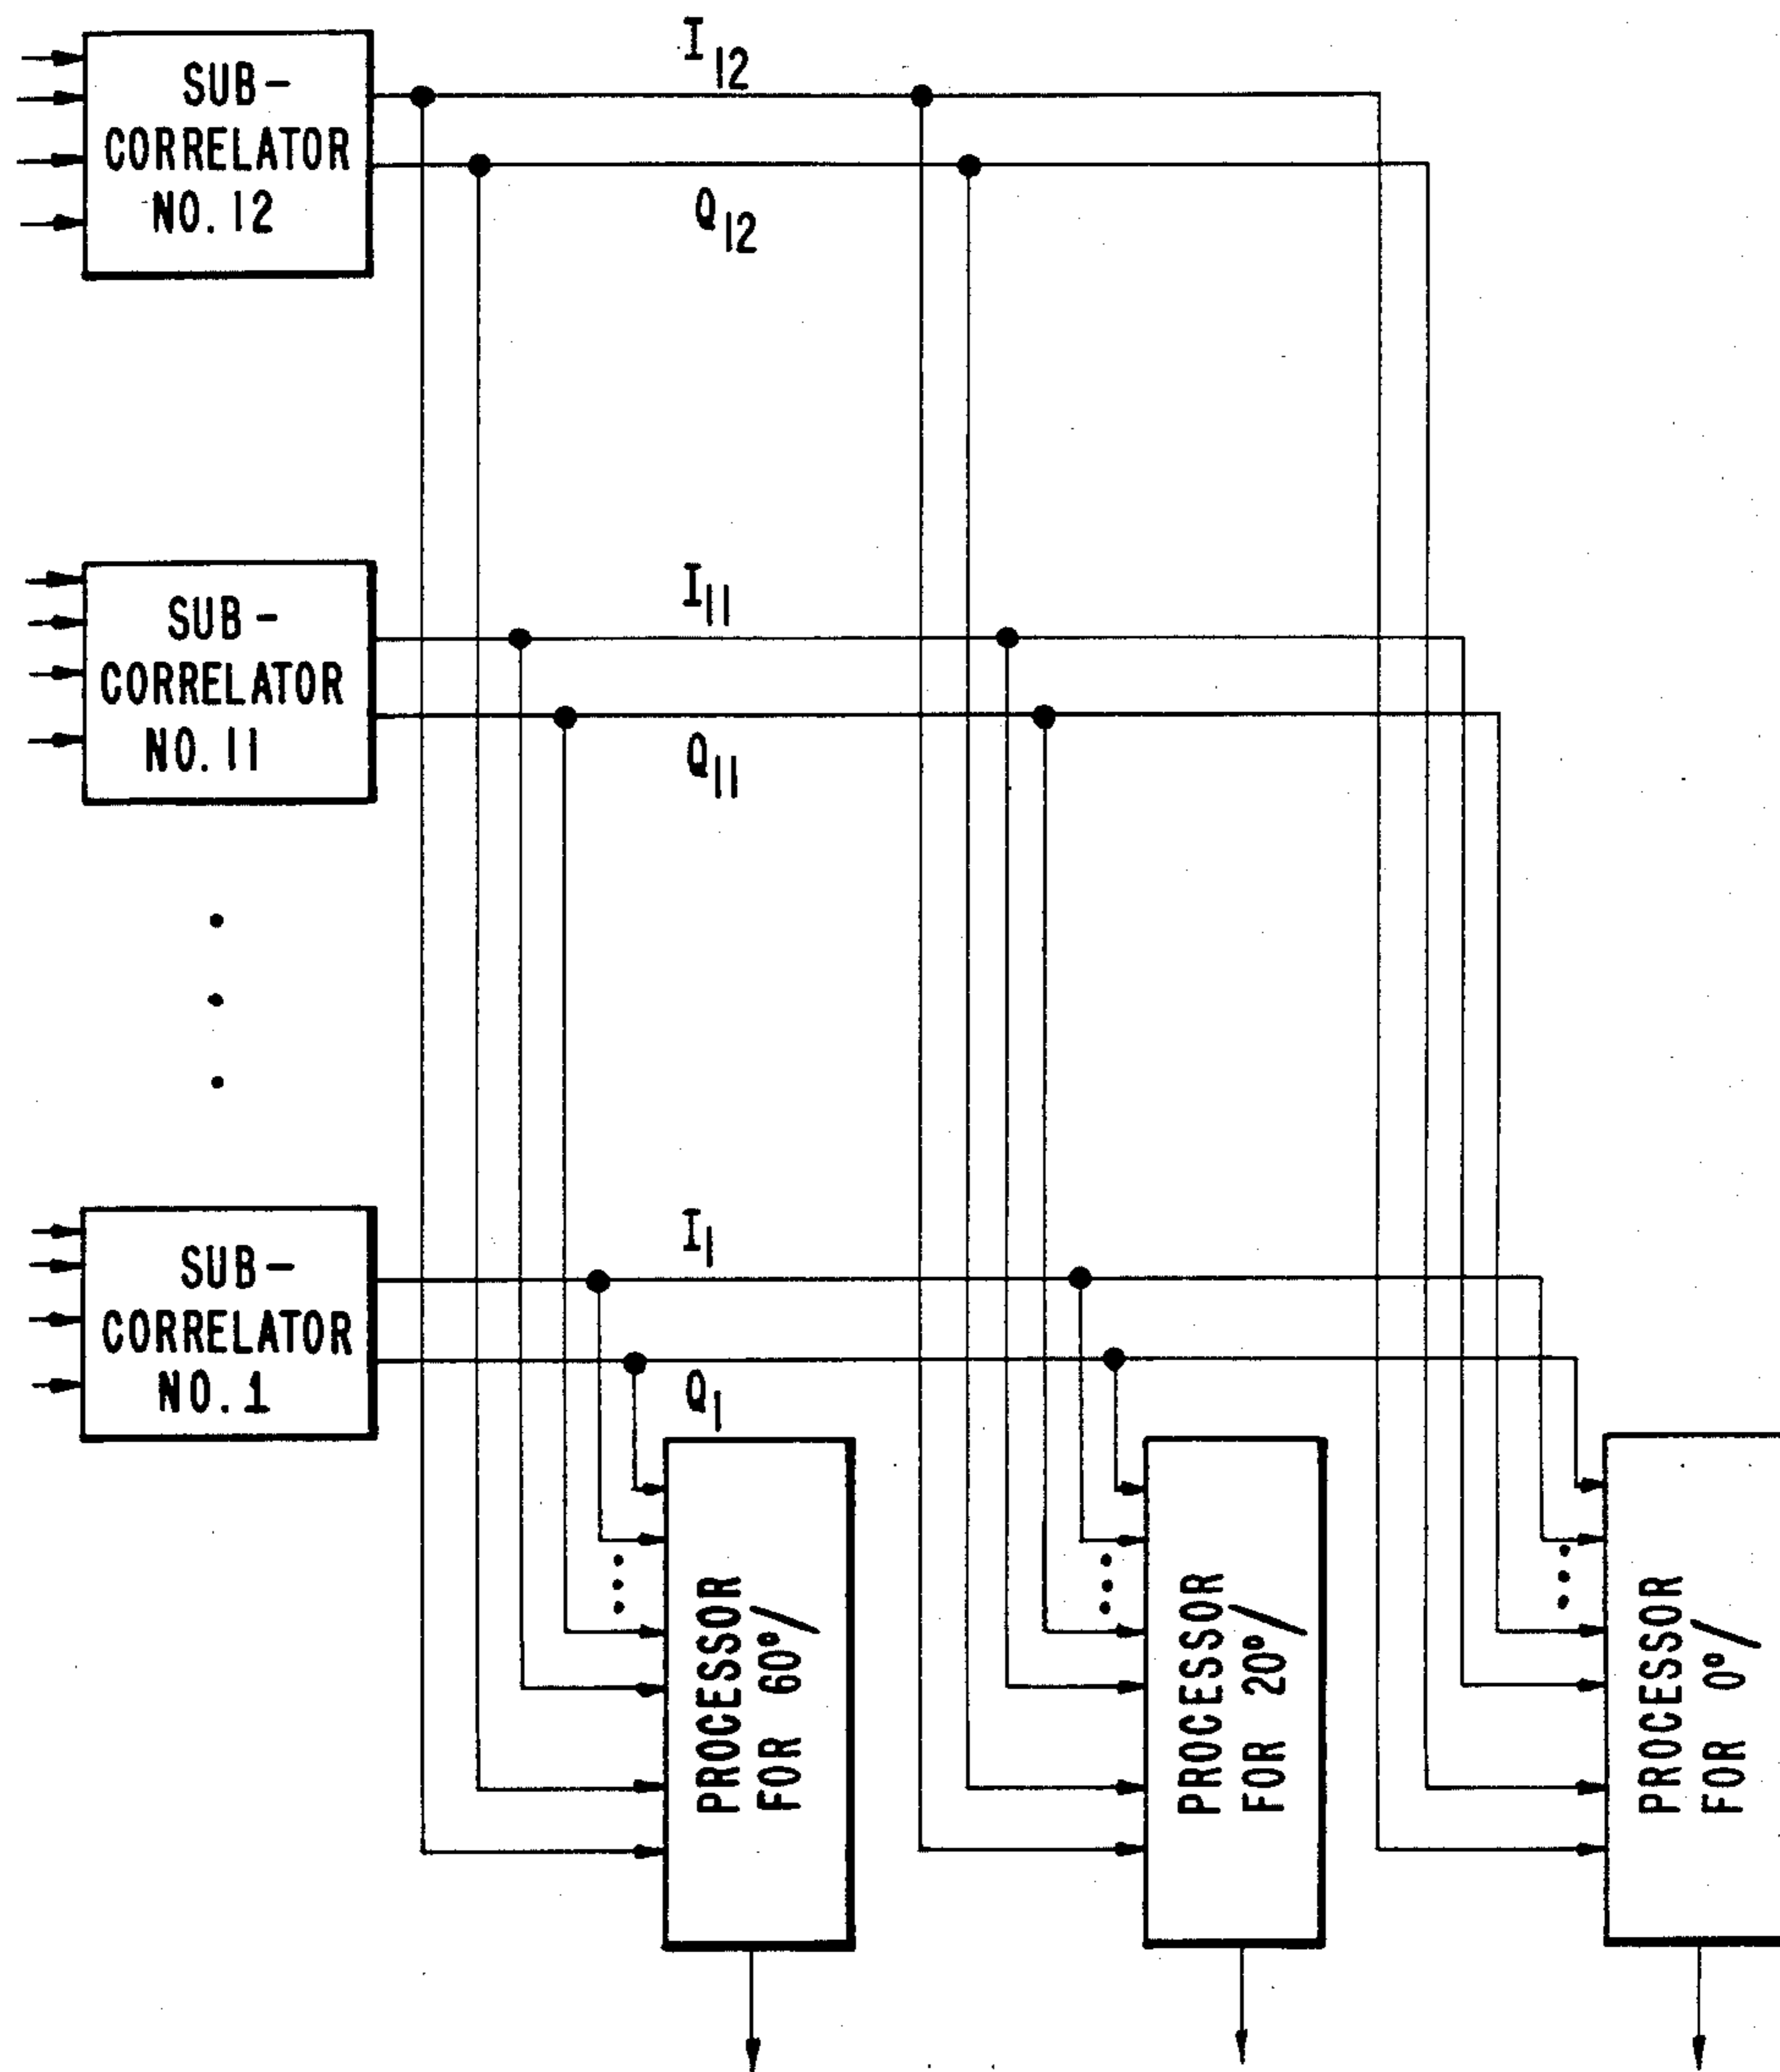 SUB-
CORRELATOR
NO. 12
I12
Q12
SUB-
CORRELATOR
NO. 11
I11
Q11
SUB-
CORRELATOR
NO. 1
I1
Q1
PROCESSOR
FOR 60°/
PROCESSOR
FOR 20°/
PROCESSOR
FOR 0°/